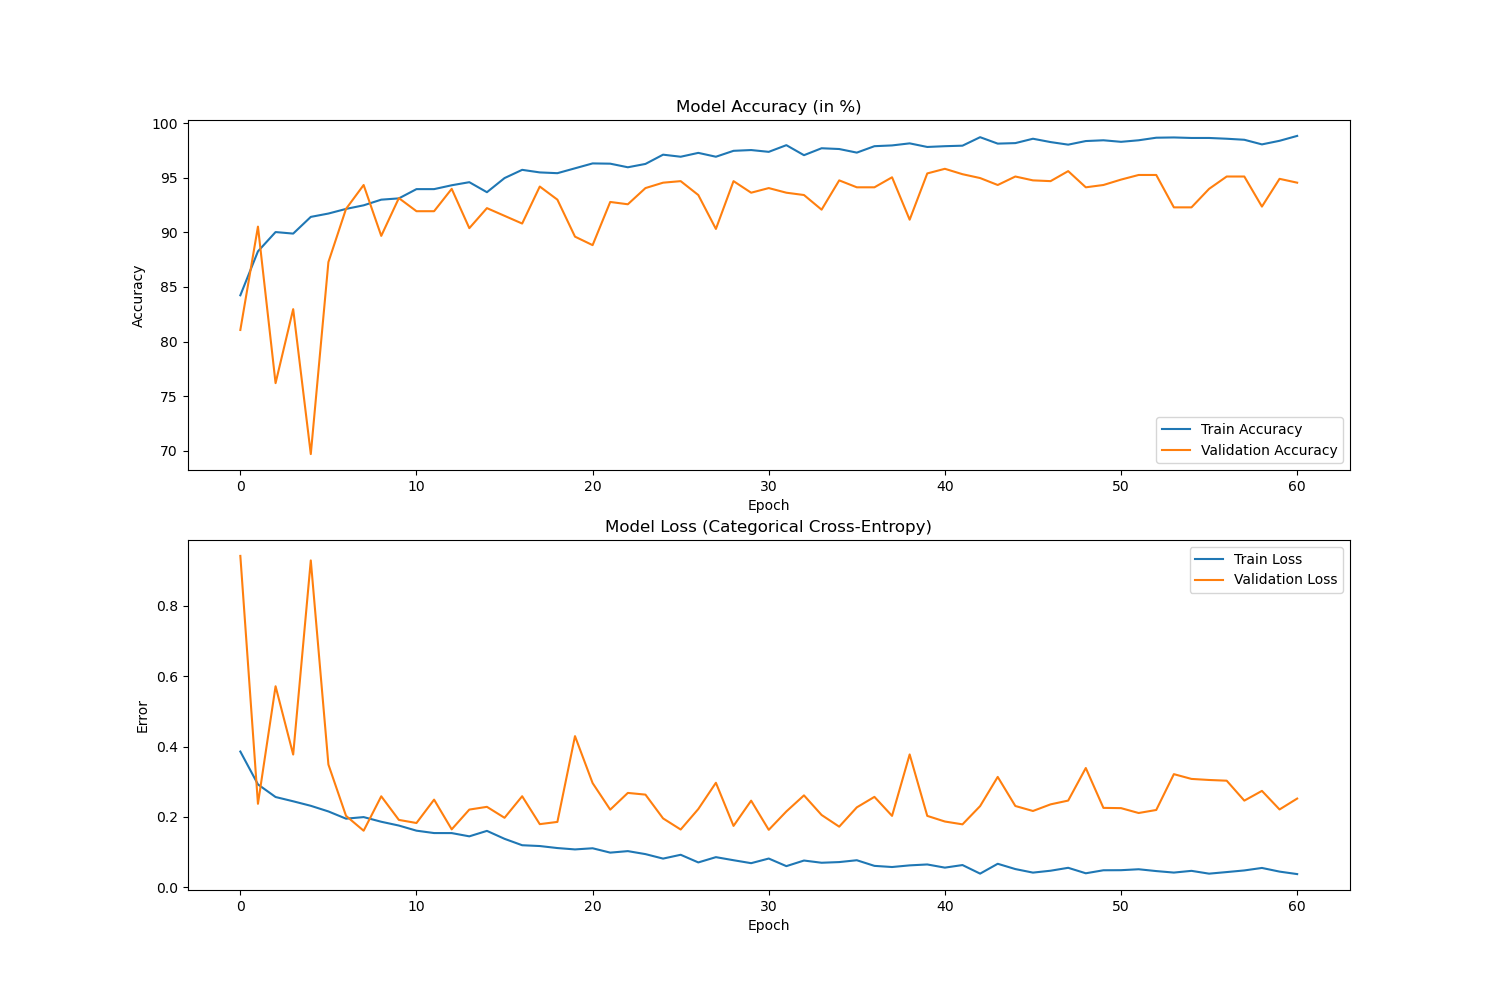 Model Accuracy (in %)
100
95
90
85
80
75
70
Accuracy
Train Accuracy
Validation Accuracy
0 10 20 30 40 50 60
Epoch
Model Loss (Categorical Cross-Entropy)
Train Loss
Validation Loss
0.8
0.6
0.4
0.2
0.0
Error
0 10 20 30 40 50 60
Epoch